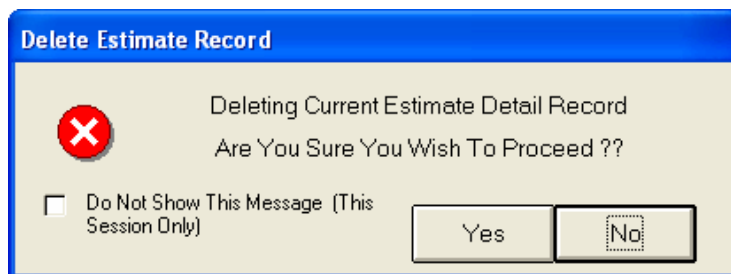 Delete Estimate Record
Deleting Current Estimate Detail Record
Are You Sure You Wish To Proceed ??
Do Not Show This Message (This
Session Only)
Yes
No